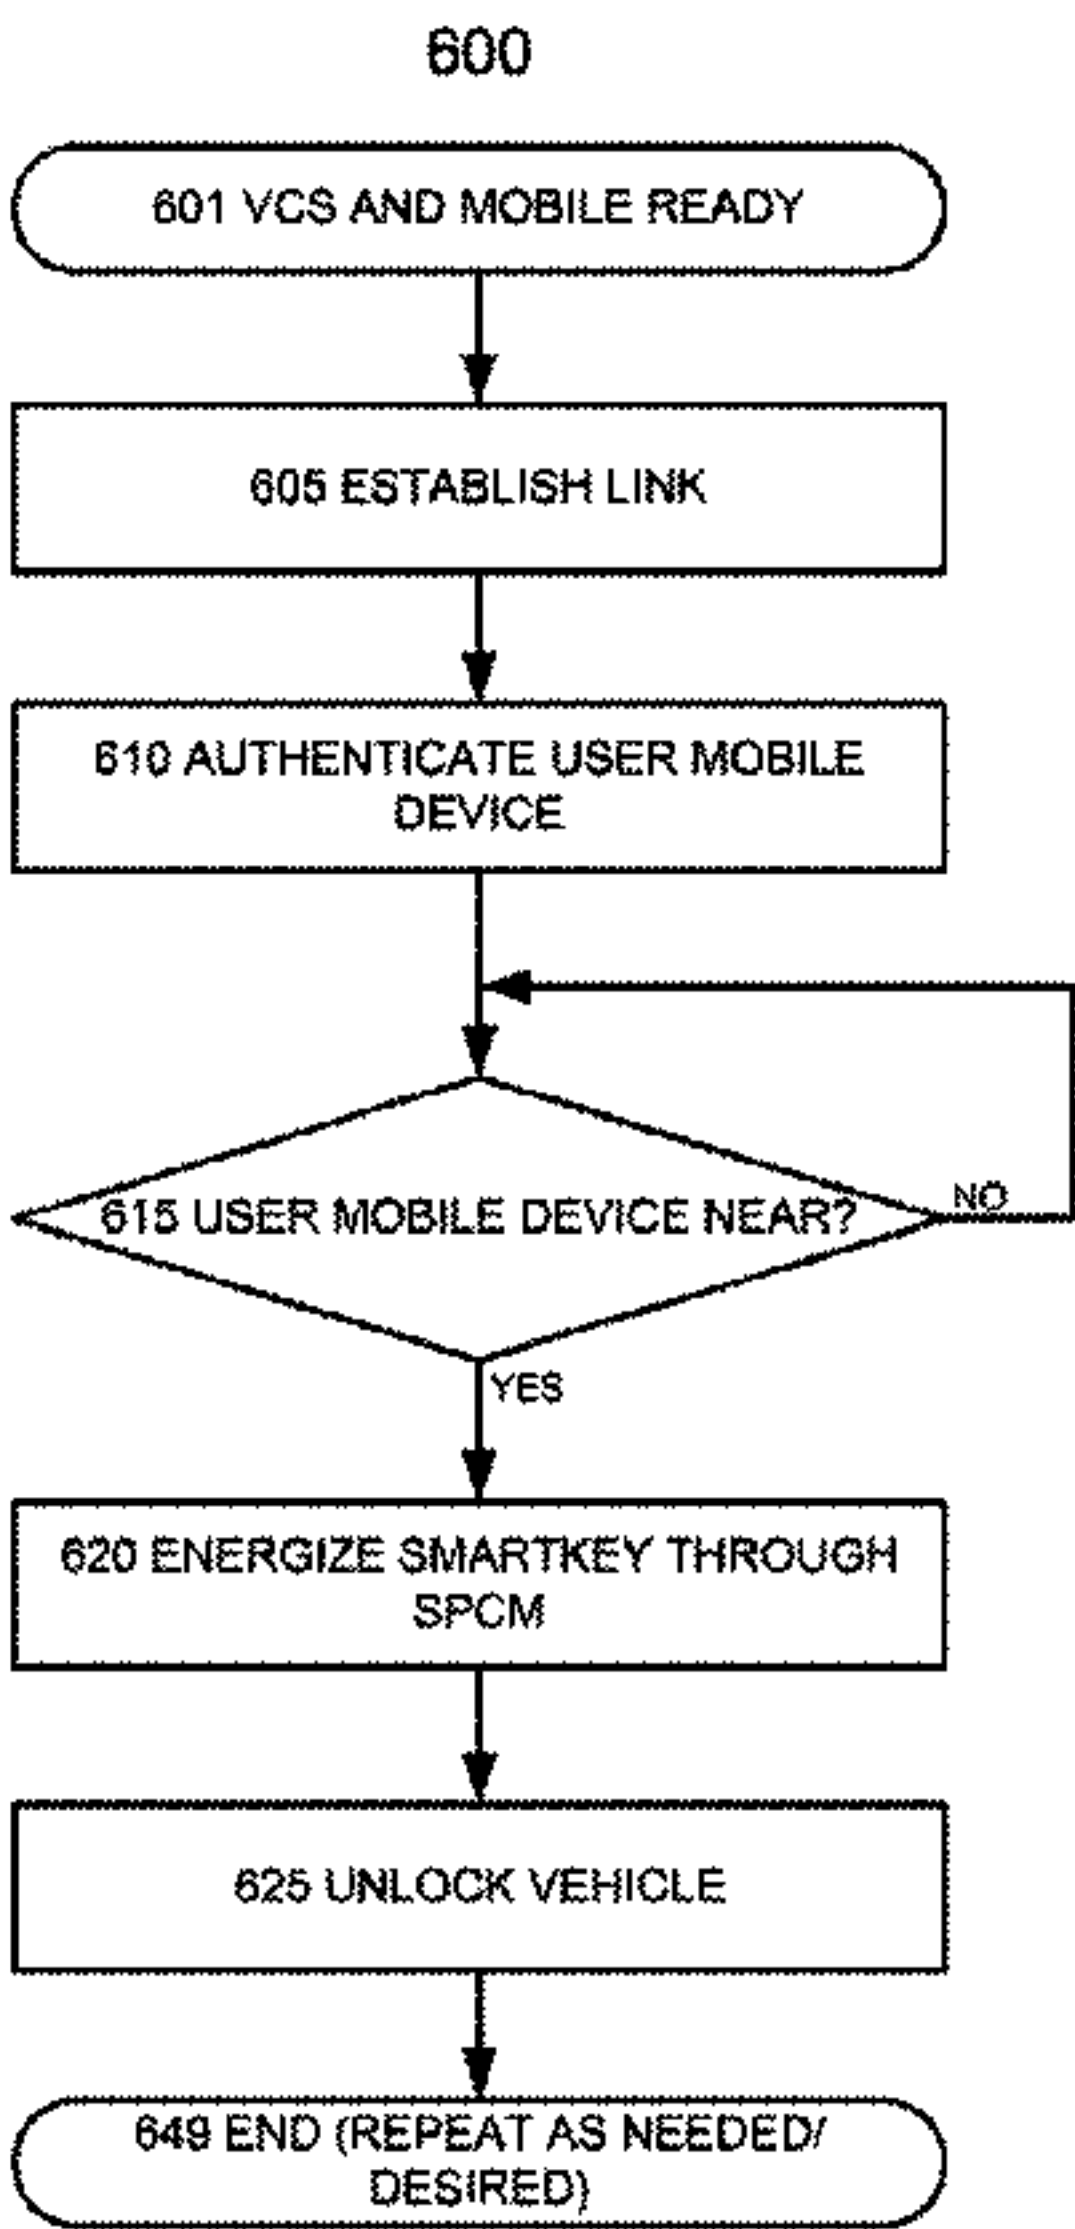 600
601 VCS AND MOBILE READY
605 ESTABLISH LINK
610 AUTHENTICATE USER MOBILE
DEVICE
615 USER MOBILE DEVICE NEAR?
NO
YES
620 ENERGIZE SMARTKEY THROUGH
SPCM
625 UNLOCK VEHICLE
649 END (REPEAT AS NEEDED/
DESIRED)